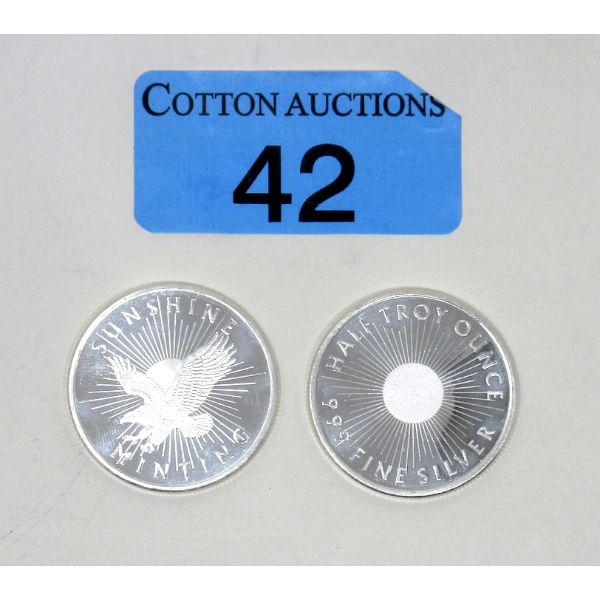 COTTON AUCTIONS
42
SUNSHINE
MINTING
HALF TROY OUNCE
999 FINE SILVER